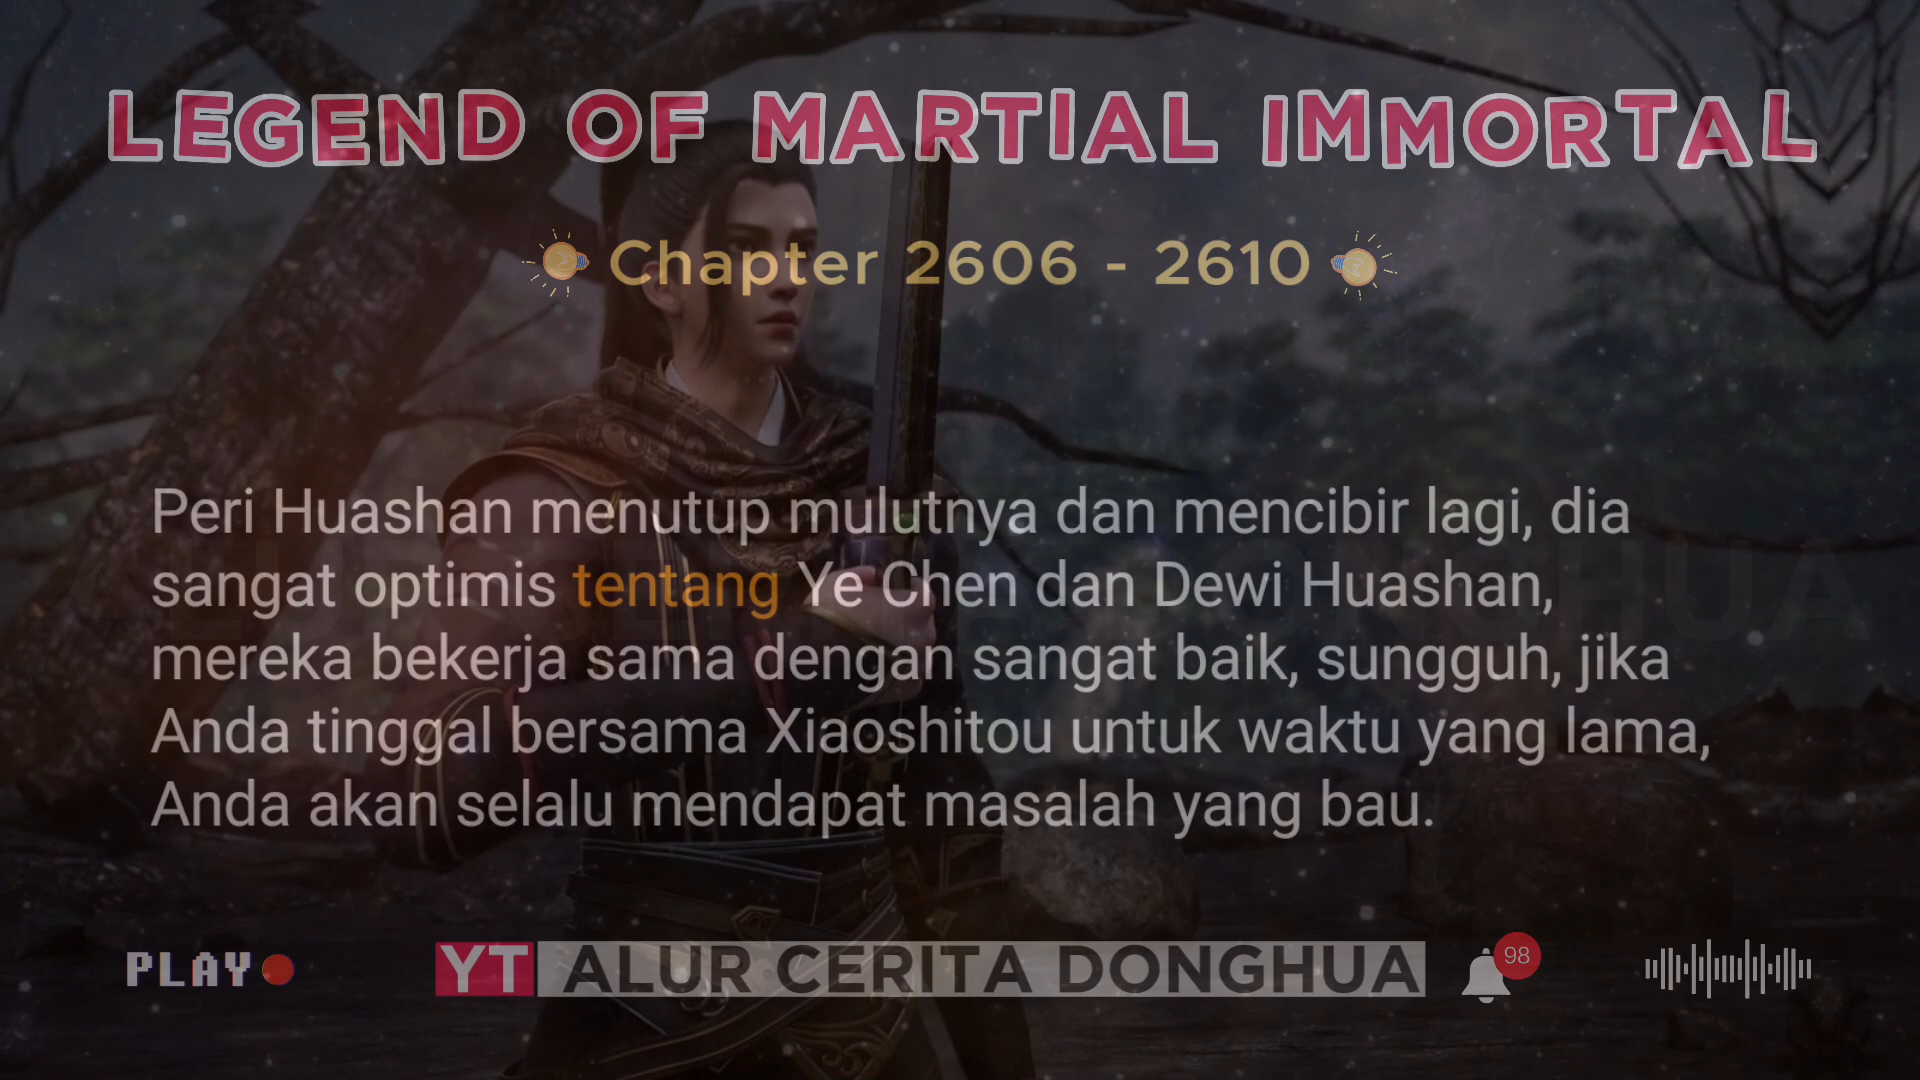 LEGEND OF MARTIAL IMMORTAL
Chapter 2606 - 2610
Peri Huashan menutup mulutnya dan mencibir lagi, dia
sangat optimis tentang Ye Chen dan Dewi Huashan,
mereka bekerja sama dengan sangat baik, sungguh, jika
Anda tinggal bersama Xiaoshitou untuk waktu yang lama,
Anda akan selalu mendapat masalah yang bau.
PLAY
YT ALUR CERITA DONGHUA
98